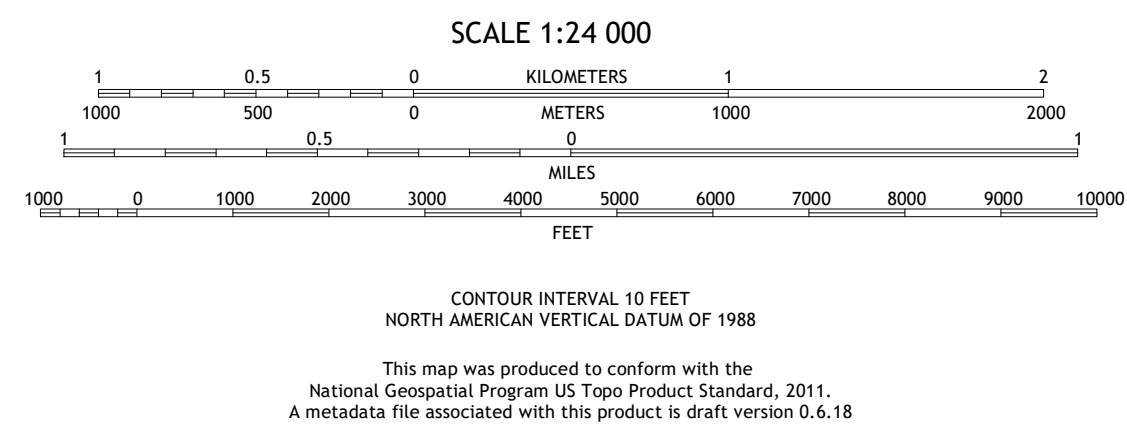 SCALE 1:24 000
1 0.5 0 KILOMETERS 1 2
1000 500 0 METERS 1000 2000
1 0.5 0 1
MILES
1000 0 1000 2000 3000 4000 5000 6000 7000 8000 9000 10000
FEET
CONTOUR INTERVAL 10 FEET
NORTH AMERICAN VERTICAL DATUM OF 1988
This map was produced to conform with the
National Geospatial Program US Topo Product Standard, 2011.
A metadata file associated with this product is draft version 0.6.18